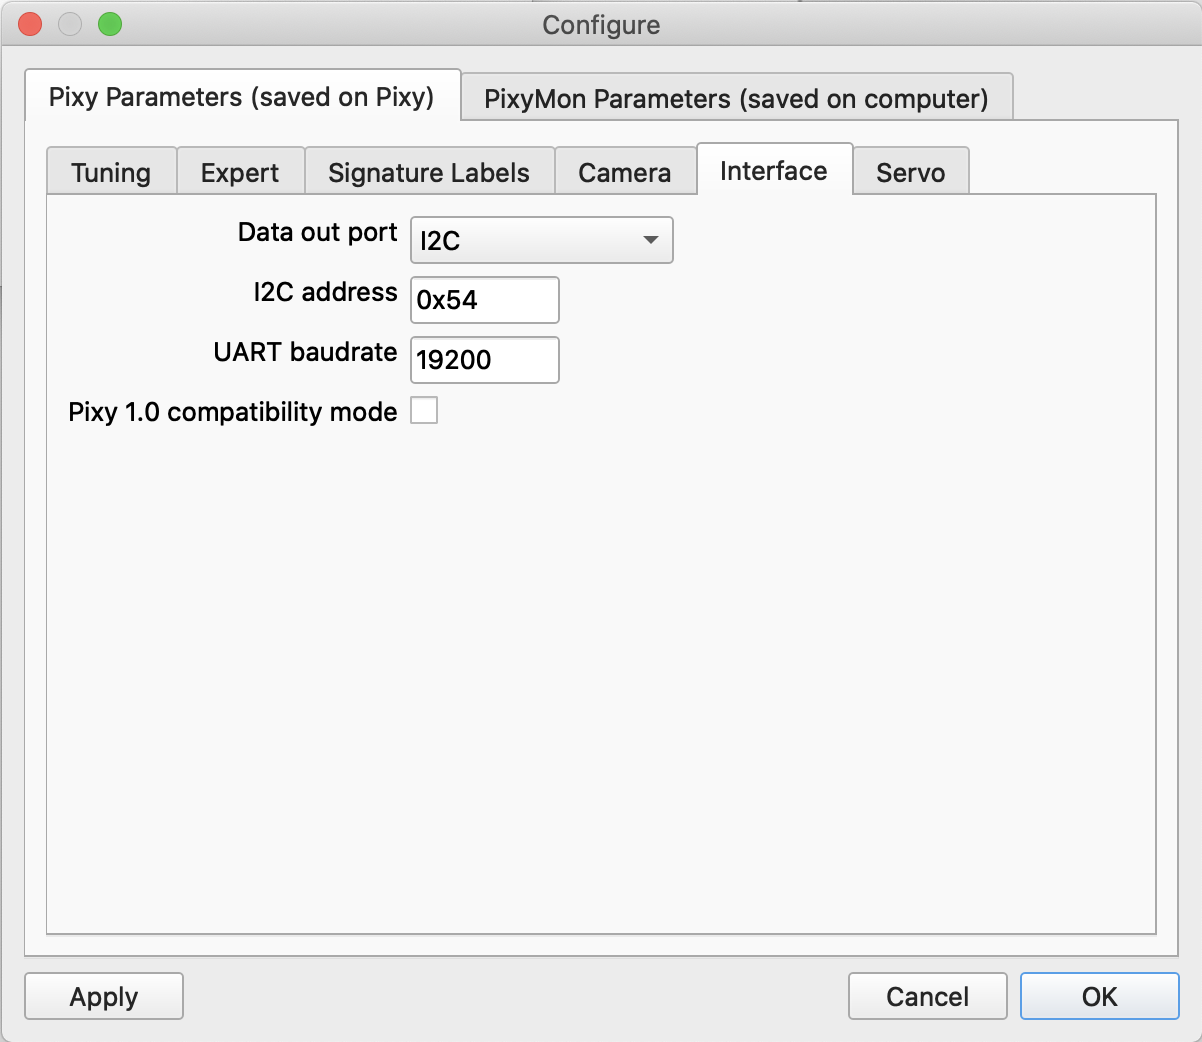 Configure
Pixy Parameters (saved on Pixy) PixyMon Parameters (saved on computer)
Tuning Expert Signature Labels Camera Interface Servo
Data out port I2C
I2C address 0x54
UART baudrate 19200
Pixy 1.0 compatibility mode
Apply Cancel OK